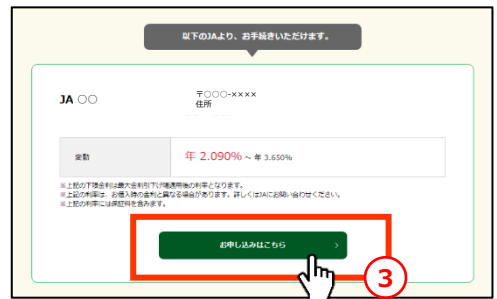 以下のJAより、お手続きいただけます。
JA 〇〇
〒〇〇〇-××××
住所
変動
年 2.090% ～ 年 3.650%
※上記の下限金利は最大金利引下げ幅適用後の利率となります。
※上記の利率は、お借入時の金利と異なる場合があります。詳しくはJAにお問い合わせください。
※上記の利率には保証料を含みます。
お申し込みはこちら
③